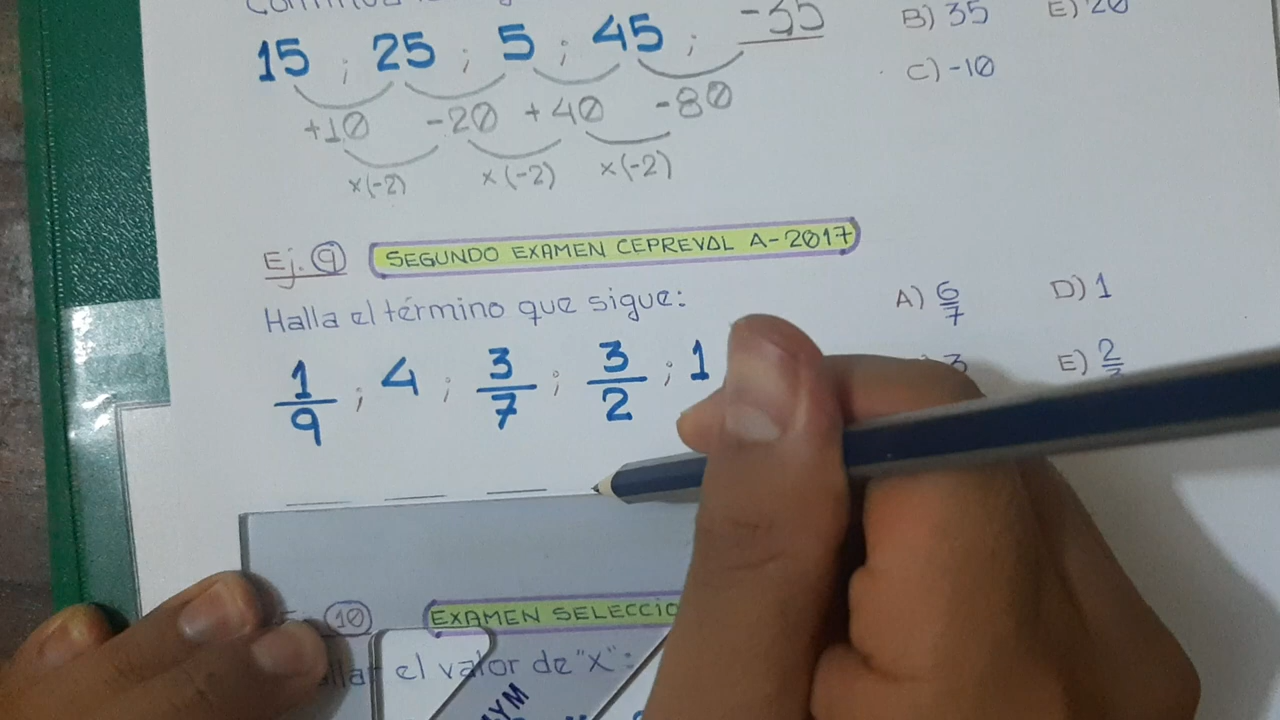 15 ; 25 ; 5 ; 45 ; -35
B) 35 E) 20
C) -10
+10 -20 +40 -80
x(-2) x(-2) x(-2)
Ej. 9 SEGUNDO EXAMEN CEPREVAL A-2017
Halla el término que sigue:
1/9 ; 4 ; 3/7 ; 3/2 ; 1
A) 6/7 D) 1
E) 2/
10 EXAMEN
el valor de "x":